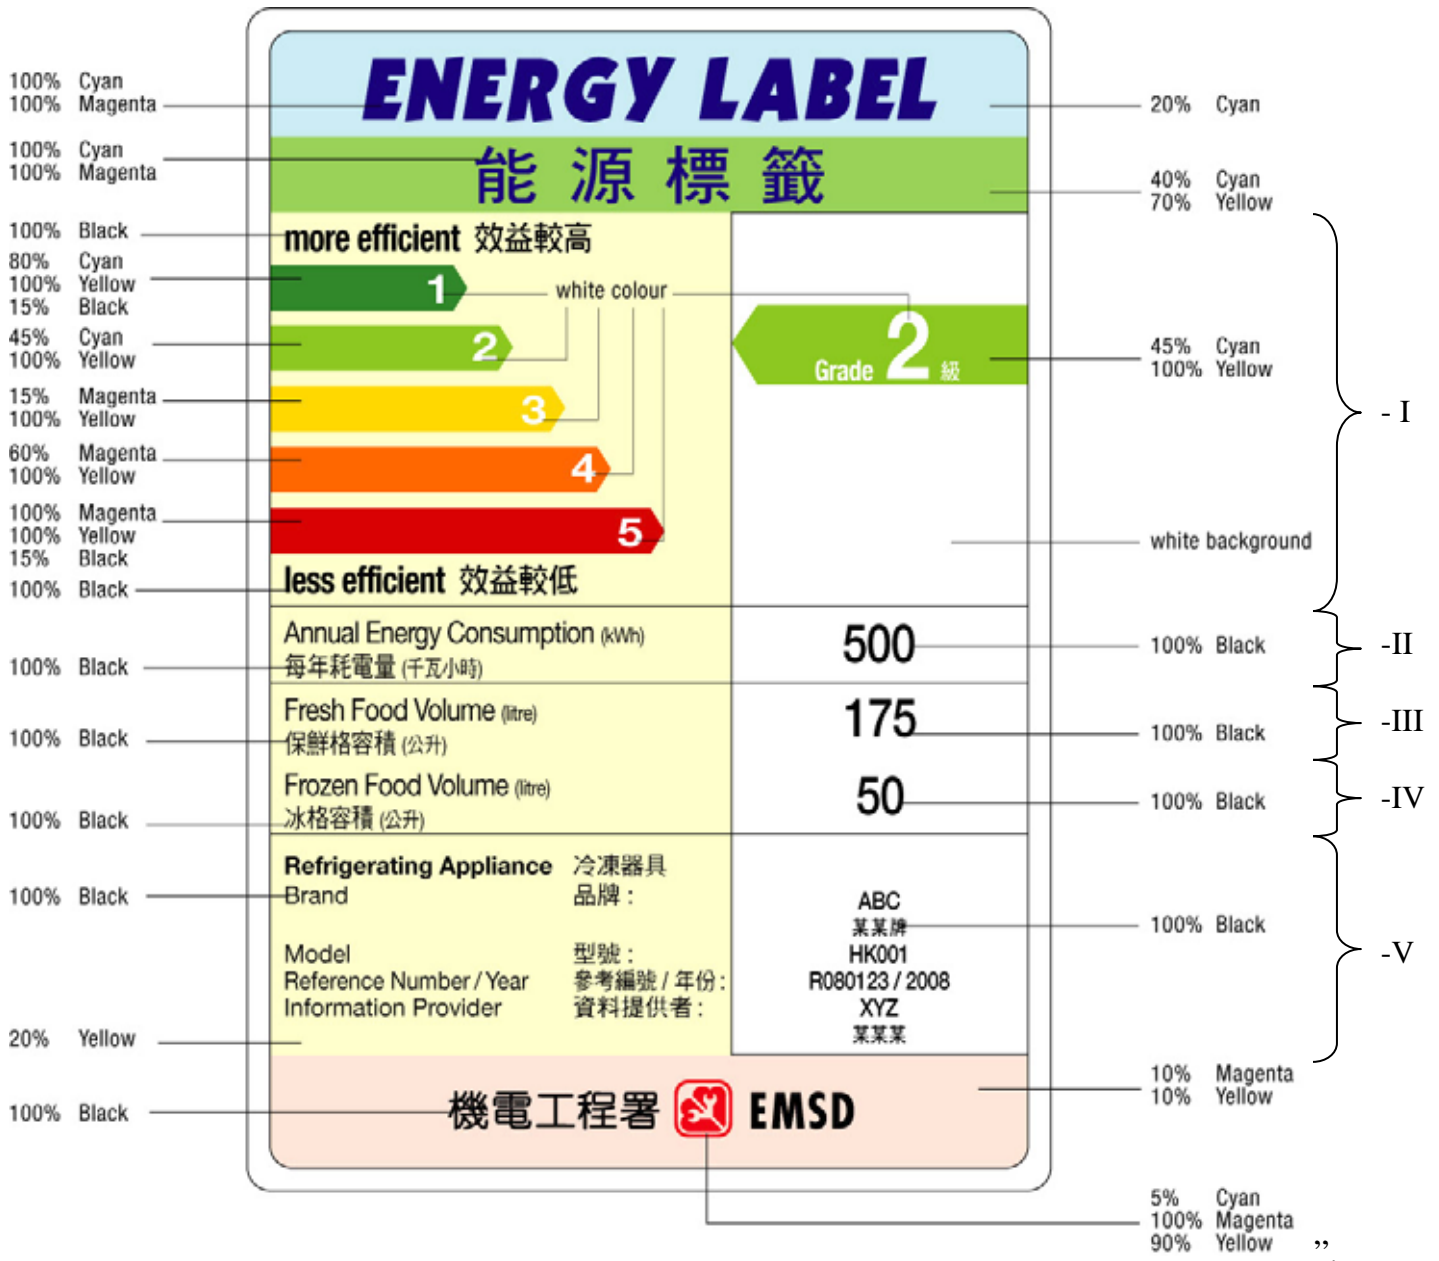 ENERGY LABEL
能源標籤
100% Cyan
100% Magenta
20% Cyan
100% Cyan
100% Magenta
40% Cyan
70% Yellow
100% Black
more efficient 效益較高
80% Cyan
100% Yellow
15% Black
1
white colour
45% Cyan
100% Yellow
2
Grade 2 級
45% Cyan
100% Yellow
15% Magenta
100% Yellow
3
- I
60% Magenta
100% Yellow
4
100% Magenta
100% Yellow
15% Black
5
white background
100% Black
less efficient 效益較低
Annual Energy Consumption (kWh)
每年耗電量 (千瓦小時)
100% Black
500
100% Black
-II
Fresh Food Volume (litre)
保鮮格容積 (公升)
100% Black
175
100% Black
-III
Frozen Food Volume (litre)
冰格容積 (公升)
100% Black
50
100% Black
-IV
Refrigerating Appliance 冷凍器具
100% Black
Brand 品牌 :
ABC
某某牌
100% Black
-V
Model 型號 :
HK001
Reference Number / Year 參考編號 / 年份 :
R080123 / 2008
Information Provider 資料提供者 :
XYZ
某某某
20% Yellow
10% Magenta
10% Yellow
100% Black
機電工程署 EMSD
5% Cyan
100% Magenta
90% Yellow
”